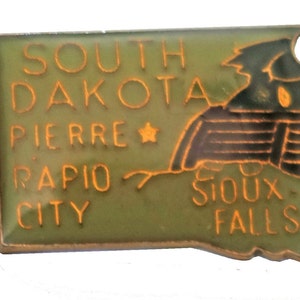 SOUTH
DAKOTA
PIERRE
RAPID
CITY
SIOUX
FALLS